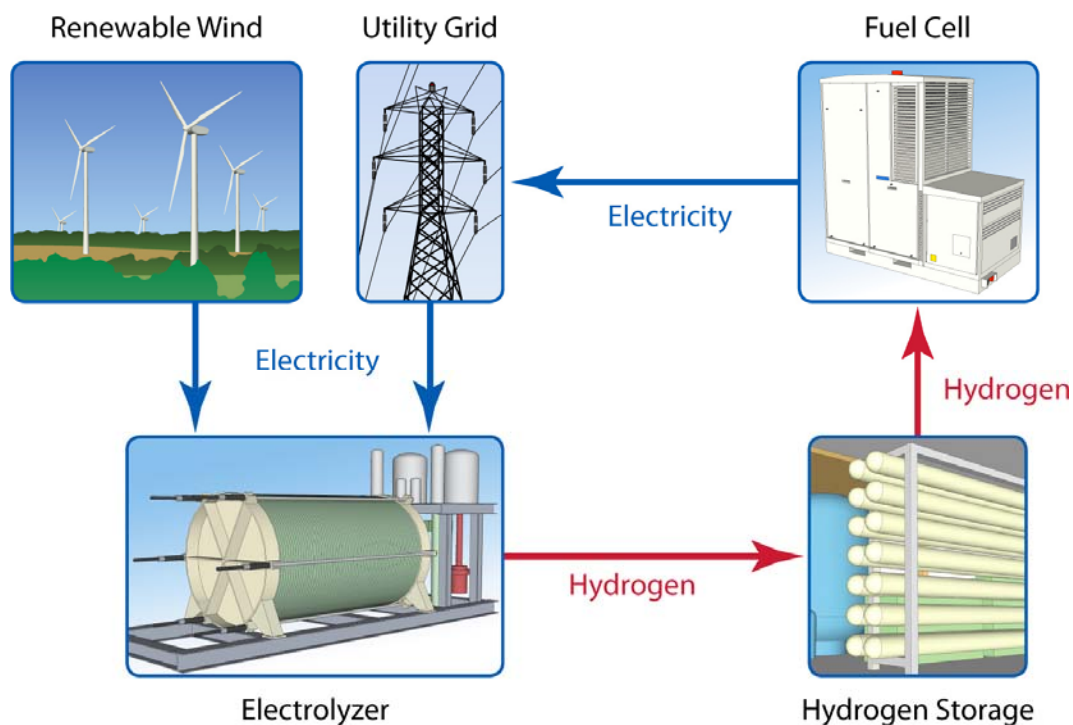 Renewable Wind
Utility Grid
Fuel Cell
Electricity
Electricity
Hydrogen
Hydrogen
Electrolyzer
Hydrogen Storage